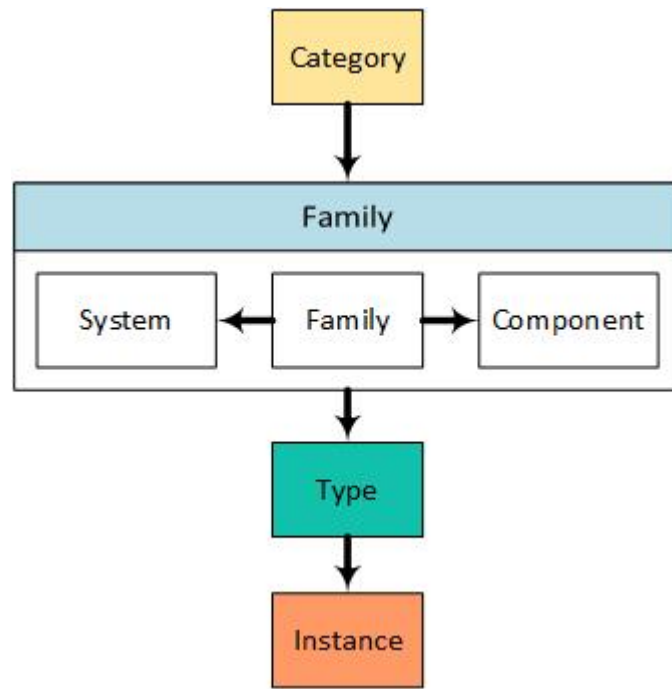 Category
Family
System
Family
Component
Type
Instance